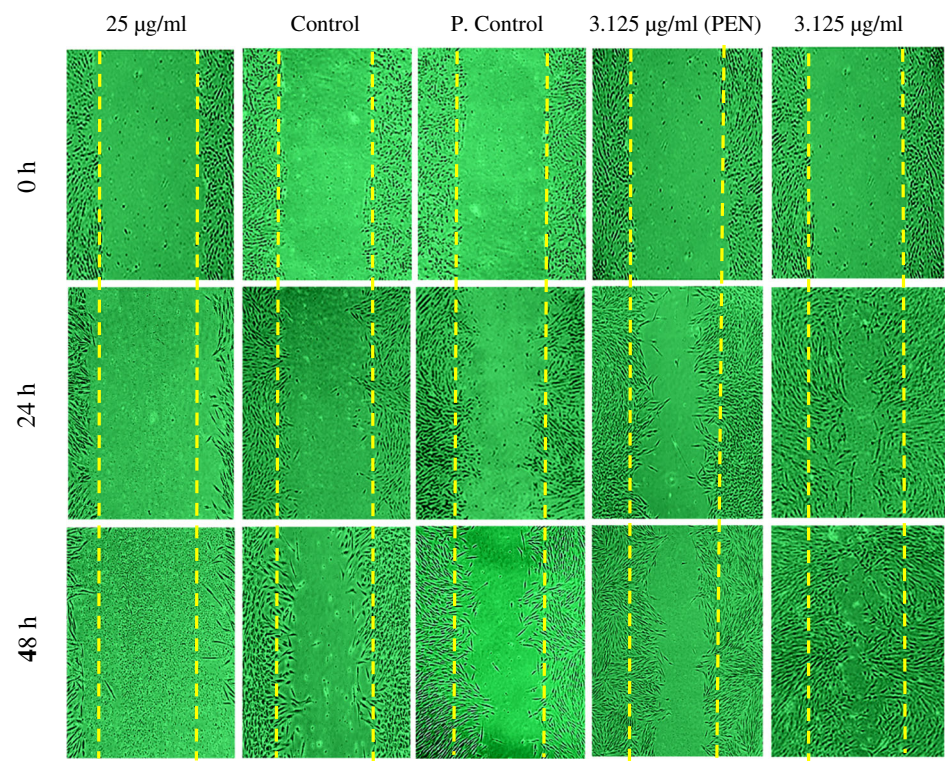 25 µg/ml Control P. Control 3.125 µg/ml (PEN) 3.125 µg/ml
0 h
24 h
48 h